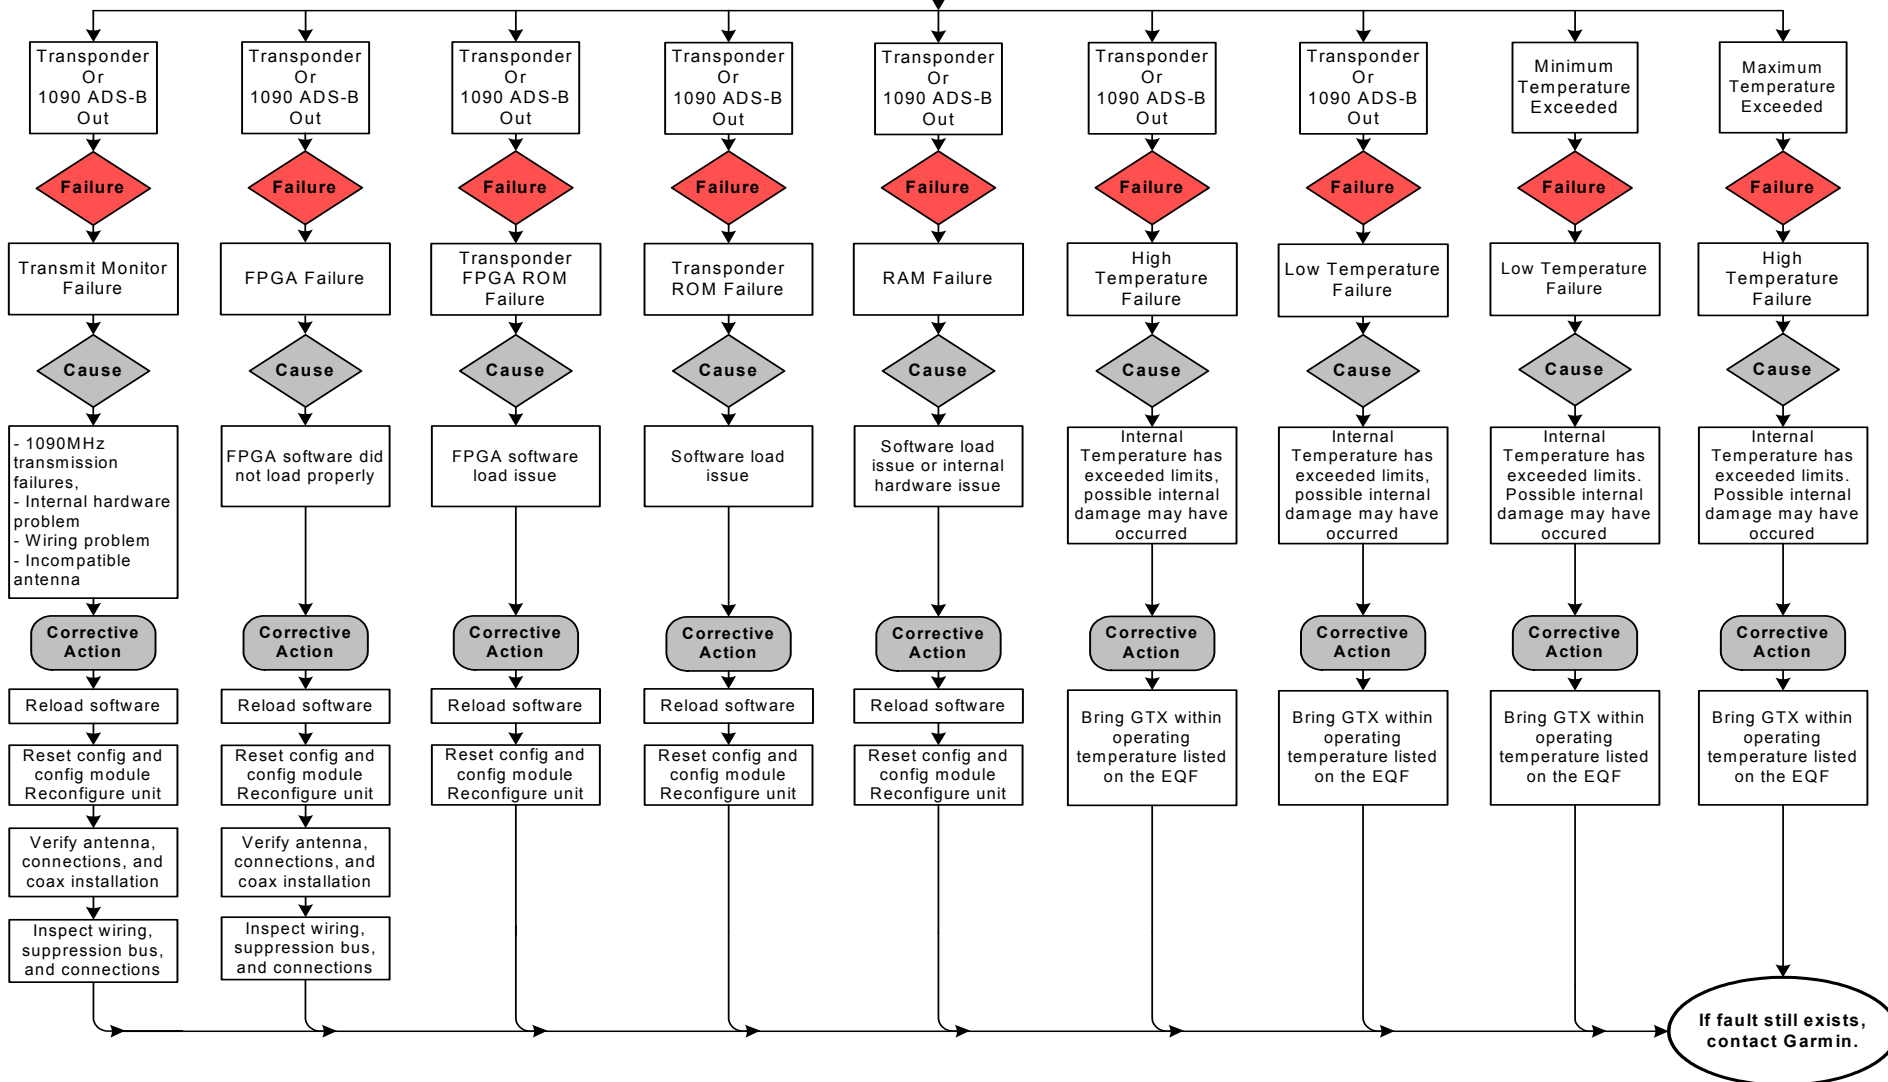 Transponder
Or
1090 ADS-B
Out
Failure
Transmit Monitor
Failure
Cause
- 1090MHz
transmission
failures,
- Internal hardware
problem
- Wiring problem
- Incompatible
antenna
Corrective
Action
Reload software
Reset config and
config module
Reconfigure unit
Verify antenna,
connections, and
coax installation
Inspect wiring,
suppression bus,
and connections
Transponder
Or
1090 ADS-B
Out
Failure
FPGA Failure
Cause
FPGA software did
not load properly
Corrective
Action
Reload software
Reset config and
config module
Reconfigure unit
Verify antenna,
connections, and
coax installation
Inspect wiring,
suppression bus,
and connections
Transponder
Or
1090 ADS-B
Out
Failure
Transponder
FPGA ROM
Failure
Cause
FPGA software
load issue
Corrective
Action
Reload software
Reset config and
config module
Reconfigure unit
Transponder
Or
1090 ADS-B
Out
Failure
Transponder
ROM Failure
Cause
Software load
issue
Corrective
Action
Reload software
Reset config and
config module
Reconfigure unit
Transponder
Or
1090 ADS-B
Out
Failure
RAM Failure
Cause
Software load
issue or internal
hardware issue
Corrective
Action
Reload software
Reset config and
config module
Reconfigure unit
Transponder
Or
1090 ADS-B
Out
Failure
High
Temperature
Failure
Cause
Internal
Temperature has
exceeded limits,
possible internal
damage may have
occurred
Corrective
Action
Bring GTX within
operating
temperature listed
on the EQF
Transponder
Or
1090 ADS-B
Out
Failure
Low Temperature
Failure
Cause
Internal
Temperature has
exceeded limits,
possible internal
damage may have
occurred
Corrective
Action
Bring GTX within
operating
temperature listed
on the EQF
Minimum
Temperature
Exceeded
Failure
Low Temperature
Failure
Cause
Internal
Temperature has
exceeded limits.
Possible internal
damage may have
occured
Corrective
Action
Bring GTX within
operating
temperature listed
on the EQF
Maximum
Temperature
Exceeded
Failure
High
Temperature
Failure
Cause
Internal
Temperature has
exceeded limits.
Possible internal
damage may have
occured
Corrective
Action
Bring GTX within
operating
temperature listed
on the EQF
If fault still exists,
contact Garmin.